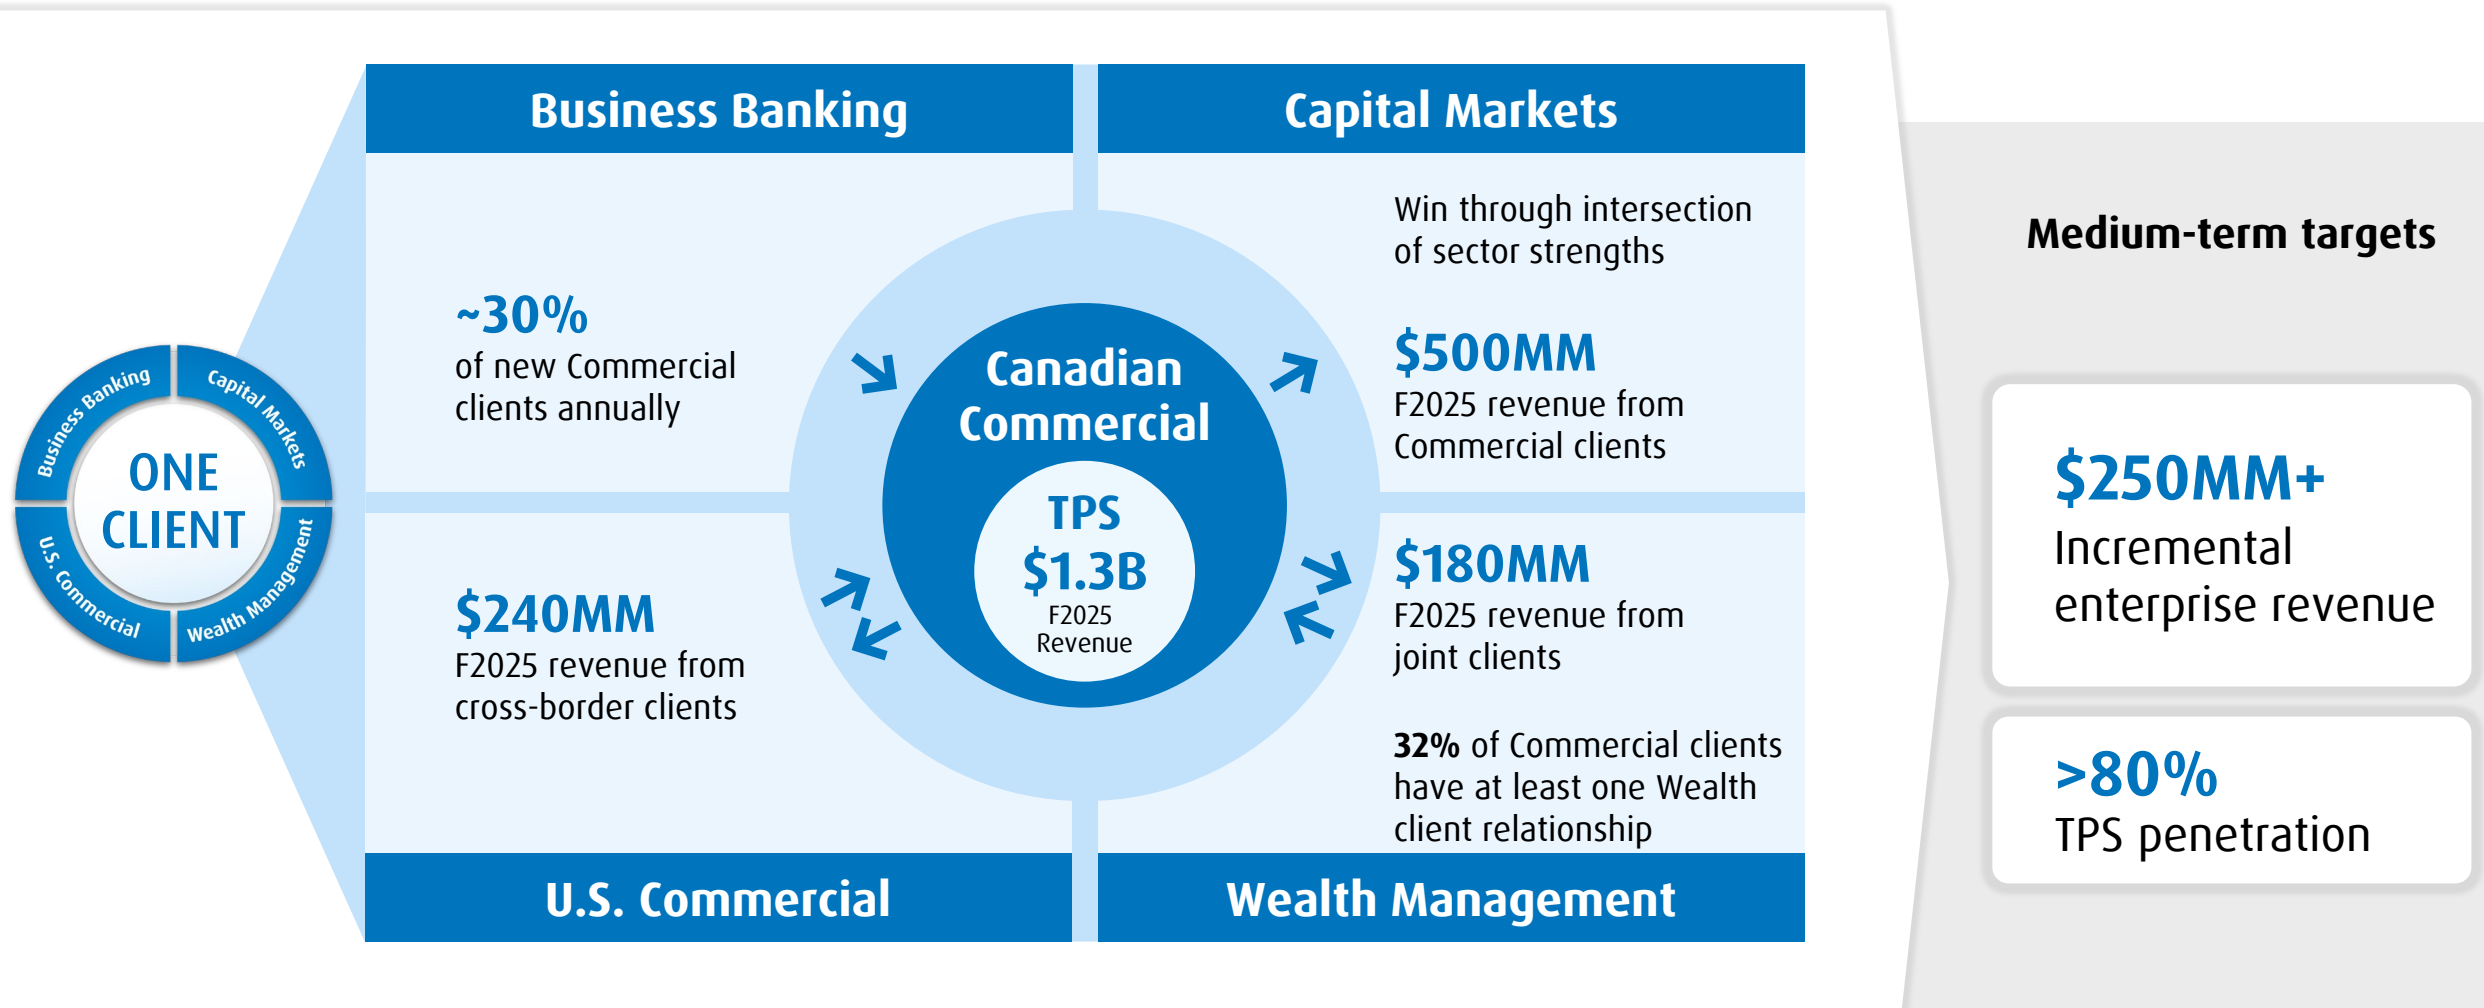 Business Banking
Capital Markets
U.S. Commercial
Wealth Management
ONE
CLIENT
Business Banking
~30%
of new Commercial
clients annually
Capital Markets
Win through intersection
of sector strengths
$500MM
F2025 revenue from
Commercial clients
Canadian
Commercial
TPS
$1.3B
F2025
Revenue
$240MM
F2025 revenue from
cross-border clients
U.S. Commercial
$180MM
F2025 revenue from
joint clients
32% of Commercial clients
have at least one Wealth
client relationship
Wealth Management
Medium-term targets
$250MM+
Incremental
enterprise revenue
>80%
TPS penetration